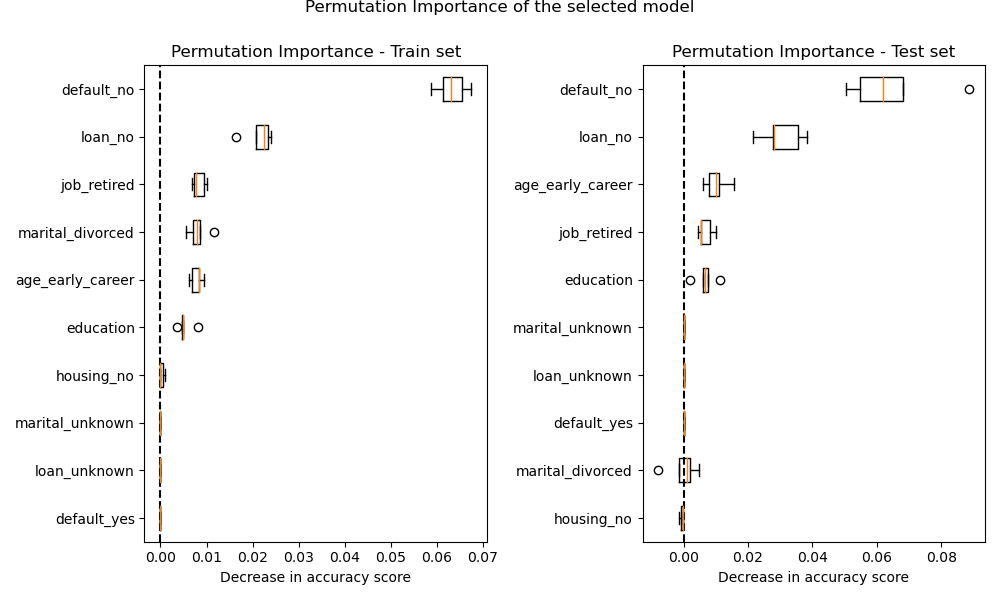 Permutation Importance of the selected model
Permutation Importance - Train set
default_no
loan_no
job_retired
marital_divorced
age_early_career
education
housing_no
marital_unknown
loan_unknown
default_yes
0.00 0.01 0.02 0.03 0.04 0.05 0.06 0.07
Decrease in accuracy score
Permutation Importance - Test set
default_no
loan_no
age_early_career
job_retired
education
marital_unknown
loan_unknown
default_yes
marital_divorced
housing_no
0.00 0.02 0.04 0.06 0.08
Decrease in accuracy score